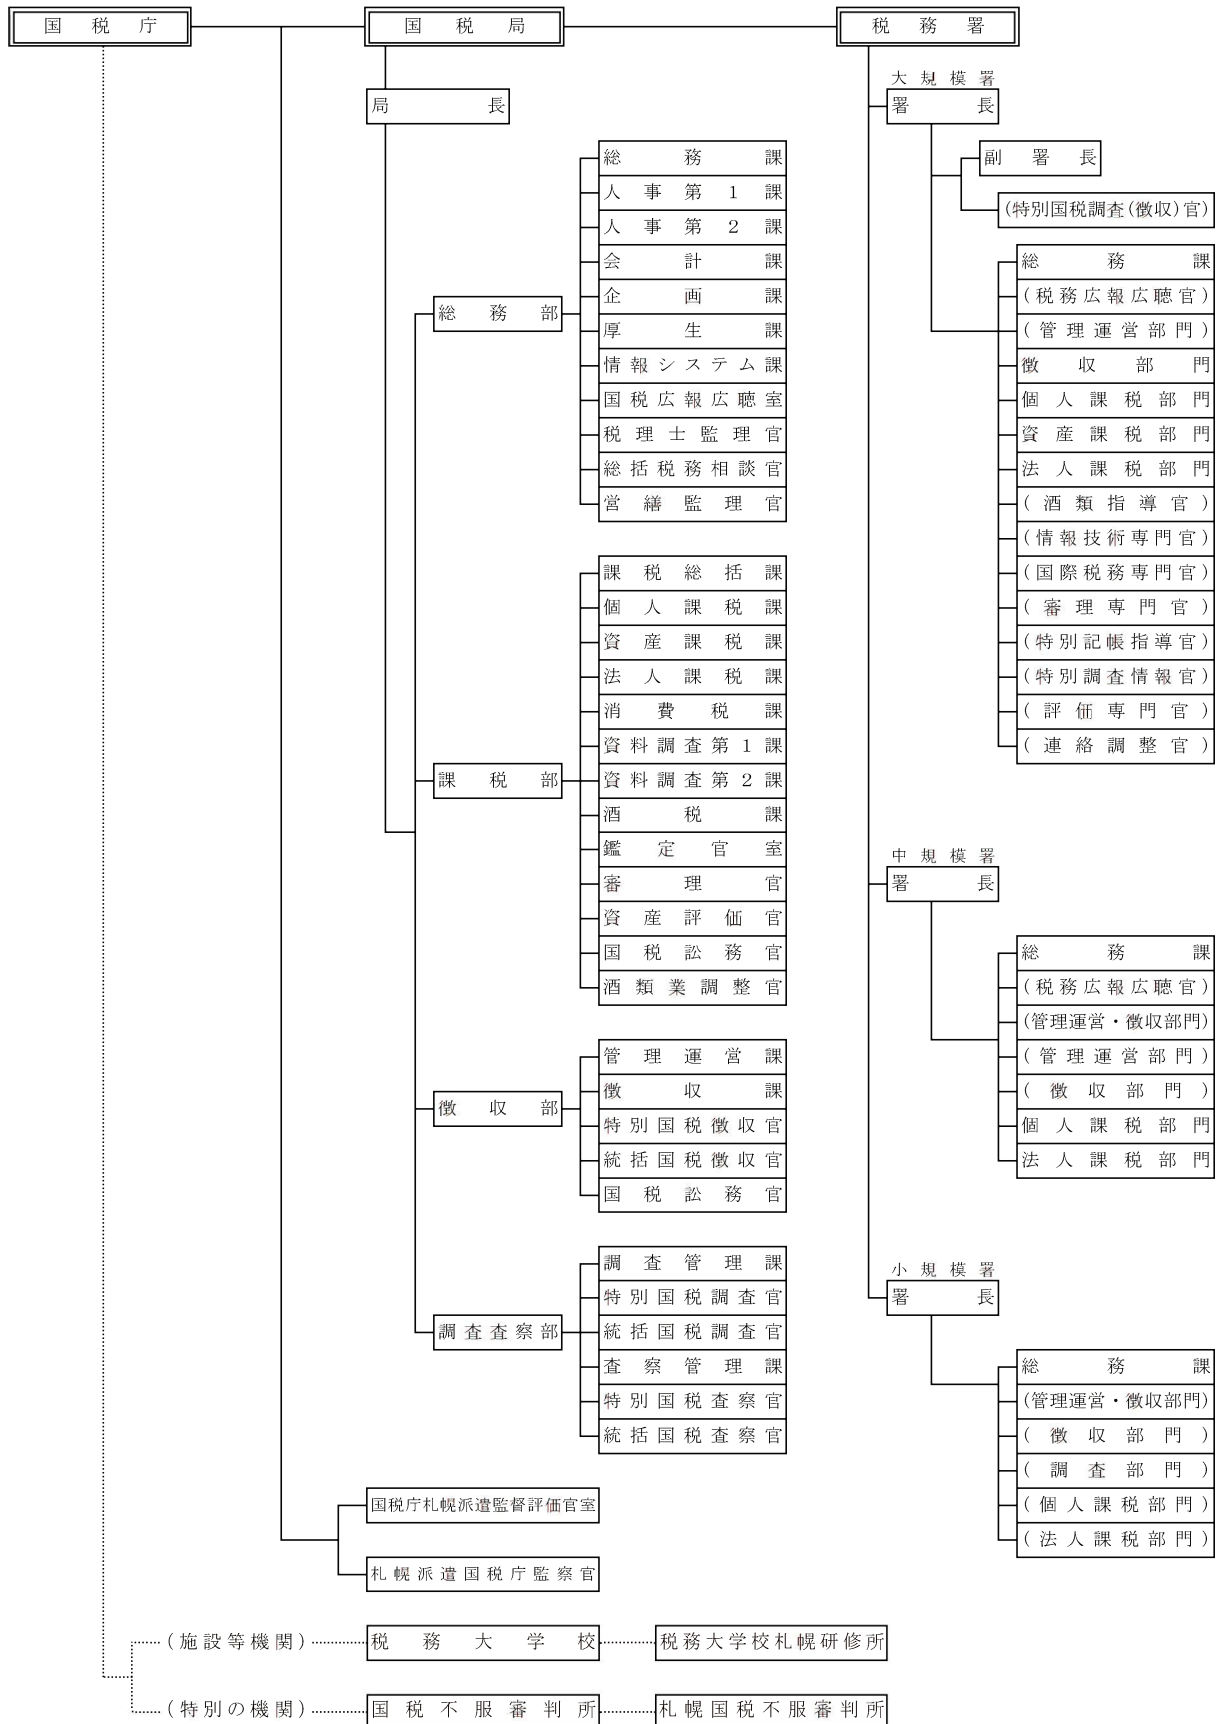 国税庁
国税局
税務署
局長
総務部
総務課
人事第1課
人事第2課
会計課
企画課
厚生課
情報システム課
国税広報広聴室
税理士監理官
総括税務相談官
営繕監理官
課税部
課税総括課
個人課税課
資産課税課
法人課税課
消費税課
資料調査第1課
資料調査第2課
酒税課
鑑定官室
審理官
資産評価官
国税訟務官
酒類業調整官
徴収部
管理運営課
徴収課
特別国税徴収官
統括国税徴収官
国税訟務官
調査査察部
調査管理課
特別国税調査官
統括国税調査官
査察管理課
特別国税査察官
統括国税査察官
大規模署
署長
副署長
(特別国税調査(徴収)官)
総務課
(税務広報広聴官)
(管理運営部門)
徴収部門
個人課税部門
資産課税部門
法人課税部門
(酒類指導官)
(情報技術専門官)
(国際税務専門官)
(審理専門官)
(特別記帳指導官)
(特別調査情報官)
(評価専門官)
(連絡調整官)
中規模署
署長
総務課
(税務広報広聴官)
(管理運営・徴収部門)
(管理運営部門)
(徴収部門)
個人課税部門
法人課税部門
小規模署
署長
総務課
(管理運営・徴収部門)
(徴収部門)
(調査部門)
(個人課税部門)
(法人課税部門)
国税庁札幌派遣監督評価官室
札幌派遣国税庁監察官
(施設等機関)
税務大学校
税務大学校札幌研修所
(特別の機関)
国税不服審判所
札幌国税不服審判所